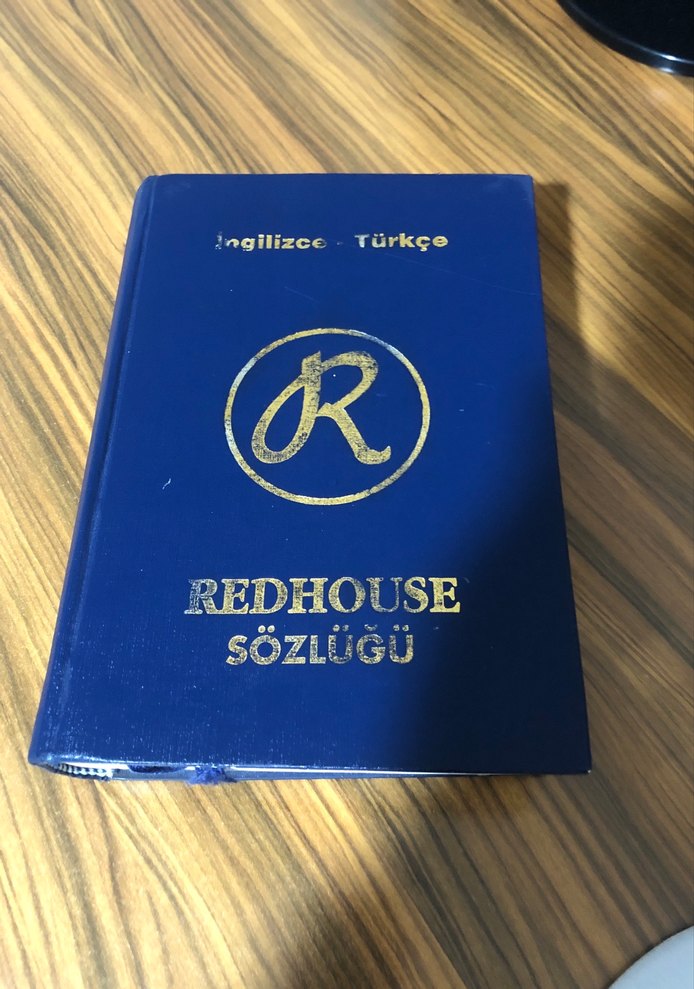 İngilizce - Türkçe
R
REDHOUSE
SÖZLÜĞÜ